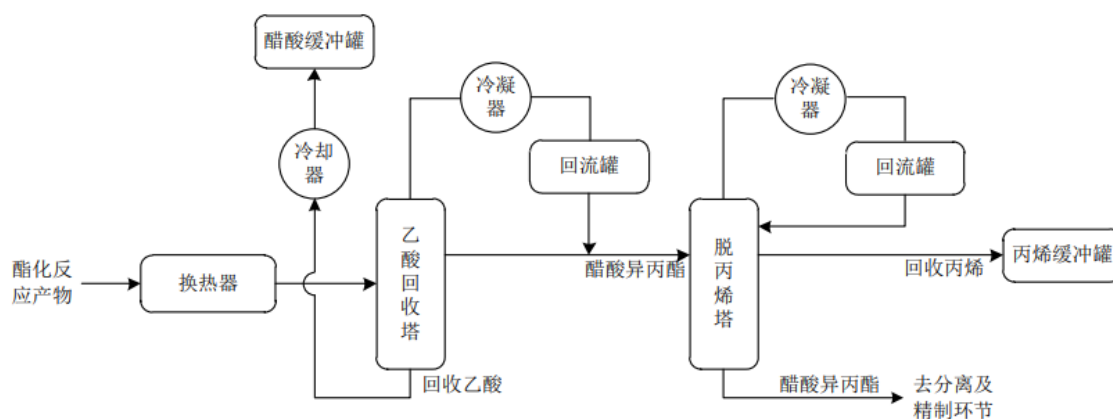 醋酸缓冲罐
冷凝
器
冷凝
器
冷却
器
回流罐
回流罐
乙
酸
回
收
塔
脱
丙
烯
塔
酯化反
应产物
换热器
醋酸异丙酯
回收丙烯
丙烯缓冲罐
回收乙酸
醋酸异丙酯
去分离及
精制环节